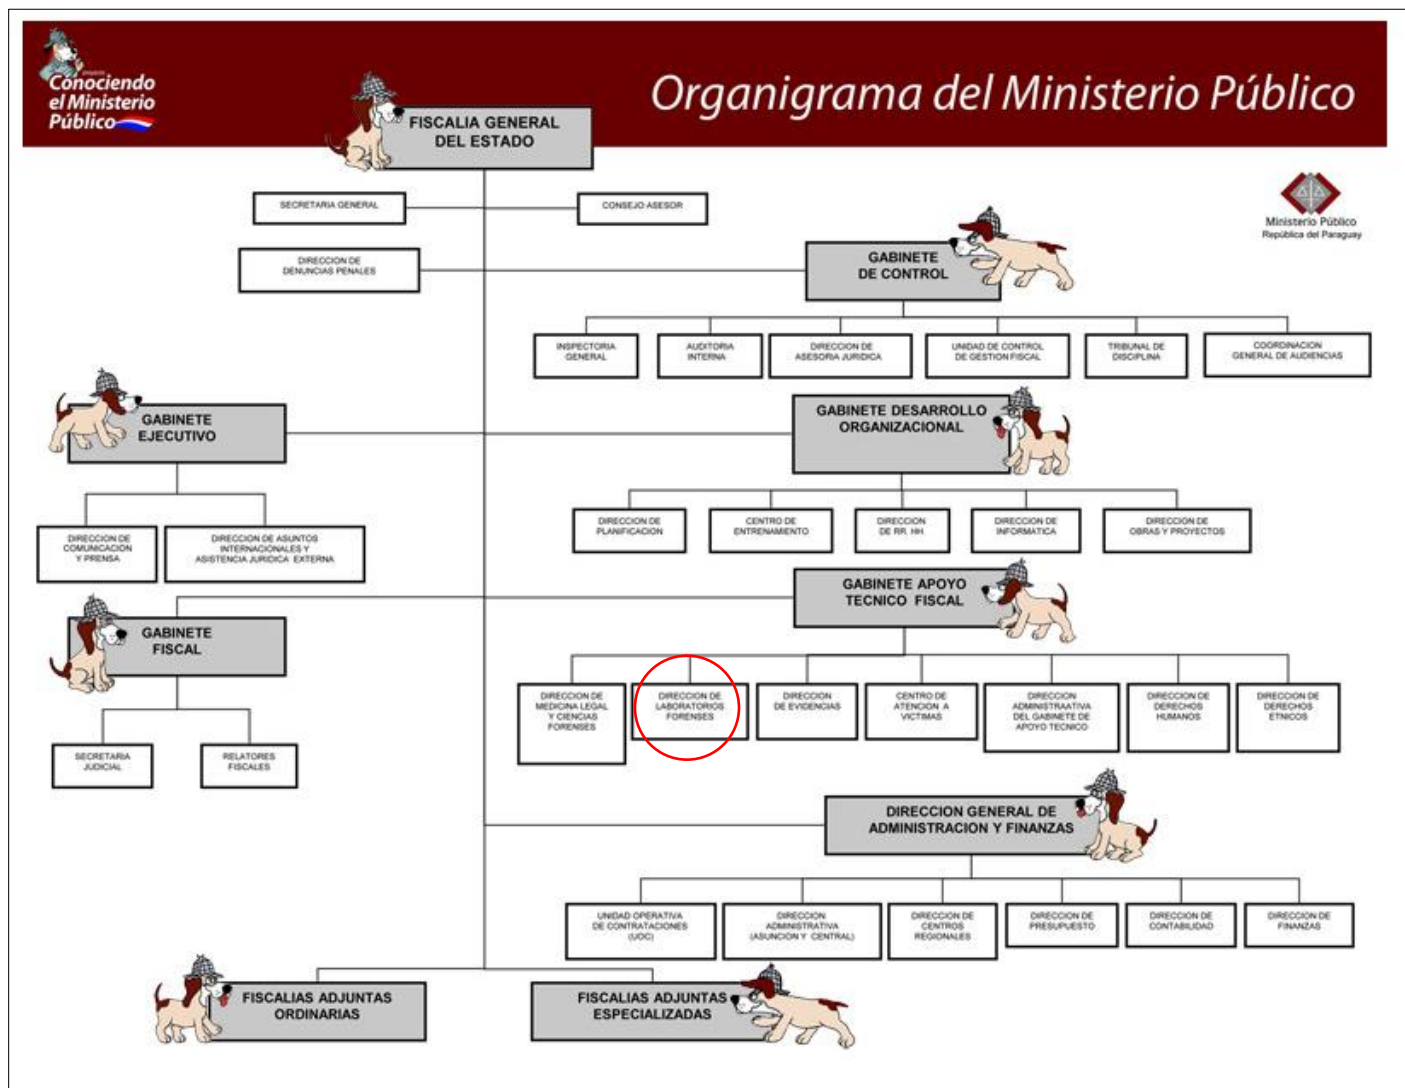 proyecto
Conociendo
el Ministerio
Público
Organigrama del Ministerio Público
FISCALIA GENERAL
DEL ESTADO
Ministerio Público
República del Paraguay
SECRETARIA GENERAL
CONSEJO ASESOR
DIRECCION DE
DENUNCIAS PENALES
GABINETE
DE CONTROL
INSPECTORIA
GENERAL
AUDITORIA
INTERNA
DIRECCION DE
ASESORIA JURIDICA
UNIDAD DE CONTROL
DE GESTION FISCAL
TRIBUNAL DE
DISCIPLINA
COORDINACION
GENERAL DE AUDIENCIAS
GABINETE
EJECUTIVO
GABINETE DESARROLLO
ORGANIZACIONAL
DIRECCION DE
COMUNICACION
Y PRENSA
DIRECCION DE ASUNTOS
INTERNACIONALES Y
ASISTENCIA JURIDICA EXTERNA
DIRECCION DE
PLANIFICACION
CENTRO DE
ENTRENAMIENTO
DIRECCION
DE RR. HH.
DIRECCION DE
INFORMATICA
DIRECCION DE
OBRAS Y PROYECTOS
GABINETE APOYO
TECNICO FISCAL
GABINETE
FISCAL
SECRETARIA
JUDICIAL
RELATORES
FISCALES
DIRECCION DE
MEDICINA LEGAL
Y CIENCIAS
FORENSES
DIRECCION DE
LABORATORIOS
FORENSES
DIRECCION
DE EVIDENCIAS
CENTRO DE
ATENCION A
VICTIMAS
DIRECCION
ADMINISTRAATIVA
DEL GABINETE DE
APOYO TECNICO
DIRECCION DE
DERECHOS
HUMANOS
DIRECCION DE
DERECHOS
ETNICOS
DIRECCION GENERAL DE
ADMINISTRACION Y FINANZAS
UNIDAD OPERATIVA
DE CONTRATACIONES
(UOC)
DIRECCION
ADMINISTRATIVA
(ASUNCION Y CENTRAL)
DIRECCION DE
CENTROS
REGIONALES
DIRECCION DE
PRESUPUESTO
DIRECCION DE
CONTABILIDAD
DIRECCION DE
FINANZAS
FISCALIAS ADJUNTAS
ORDINARIAS
FISCALIAS ADJUNTAS
ESPECIALIZADAS